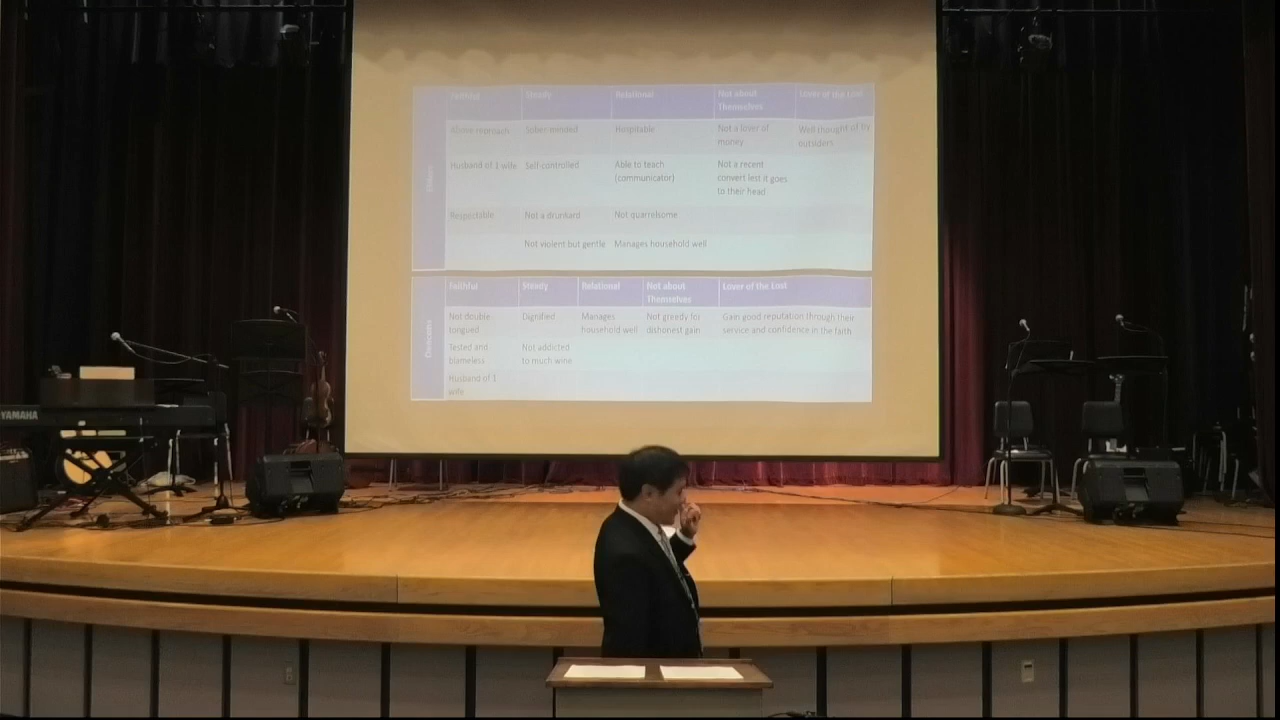 Faithful Steady Relational Not about Lover of the Lost
Themselves
Above reproach Sober minded Hospitable Not a lover of Well thought of by
money outsiders
Husband of 1 wife Self-controlled Able to teach Not a recent
(communicator) convert lest it goes
to their head
Elders
Respectable Not a drunkard Not quarrelsome
Not violent but gentle Manages household well
Faithful Steady Relational Not about Lover of the Lost
Themselves
Not double Dignified Manages Not greedy for Gain good reputation through their
tongued household well dishonest gain service and confidence in the faith
Deacons
Tested and Not addicted
blameless to much wine
Husband of 1
wife
YAMAHA